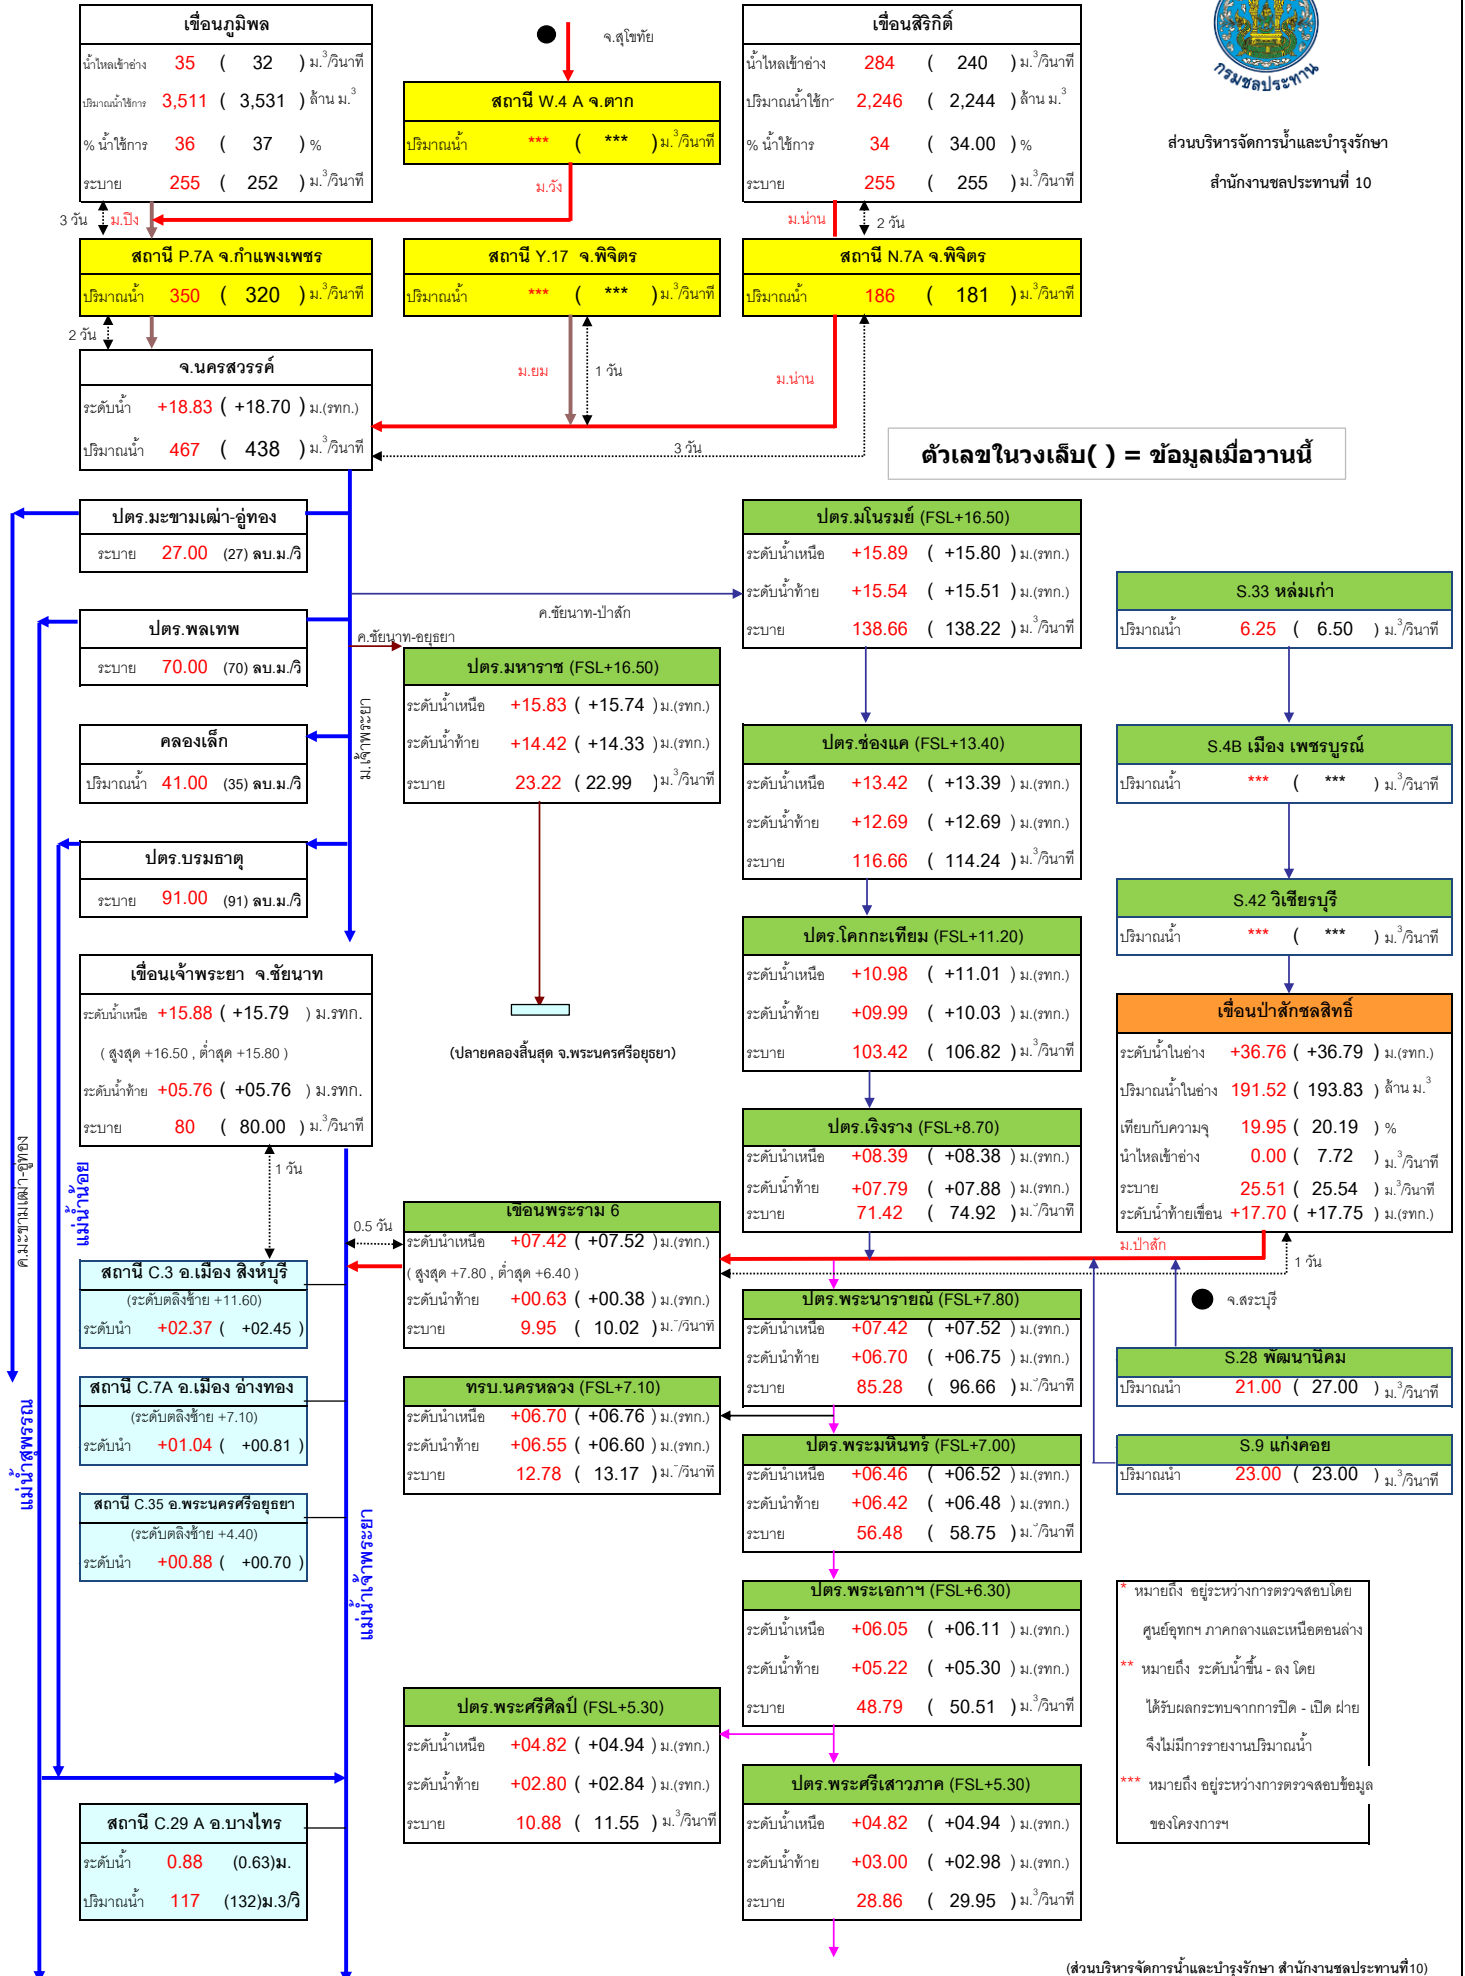 เขื่อนภูมิพล
น้ำไหลเข้าอ่าง 35 ( 32 ) ม.³/วินาที
ปริมาณน้ำใช้การ 3,511 ( 3,531 ) ล้าน ม.³
% น้ำใช้การ 36 ( 37 ) %
ระบาย 255 ( 252 ) ม.³/วินาที
จ.สุโขทัย
สถานี W.4 A จ.ตาก
ปริมาณน้ำ *** ( *** ) ม.³/วินาที
เขื่อนสิริกิติ์
น้ำไหลเข้าอ่าง 284 ( 240 ) ม.³/วินาที
ปริมาณน้ำใช้กา 2,246 ( 2,244 ) ล้าน ม.³
% น้ำใช้การ 34 ( 34.00 ) %
ระบาย 255 ( 255 ) ม.³/วินาที
กรมชลประทาน
ส่วนบริหารจัดการน้ำและบำรุงรักษา
สำนักงานชลประทานที่ 10
3 วัน ม.ปิง
ม.วัง
ม.น่าน
2 วัน
สถานี P.7A จ.กำแพงเพชร
ปริมาณน้ำ 350 ( 320 ) ม.³/วินาที
สถานี Y.17 จ.พิจิตร
ปริมาณน้ำ *** ( *** ) ม.³/วินาที
สถานี N.7A จ.พิจิตร
ปริมาณน้ำ 186 ( 181 ) ม.³/วินาที
2 วัน
ม.ยม
1 วัน
ม.น่าน
จ.นครสวรรค์
ระดับน้ำ +18.83 ( +18.70 ) ม.(รทก.)
ปริมาณน้ำ 467 ( 438 ) ม.³/วินาที
3 วัน
ตัวเลขในวงเล็บ( ) = ข้อมูลเมื่อวานนี้
ปตร.มะขามเฒ่า-อู่ทอง
ระบาย 27.00 (27) ลบ.ม./วิ
ปตร.พลเทพ
ระบาย 70.00 (70) ลบ.ม./วิ
คลองเล็ก
ปริมาณน้ำ 41.00 (35) ลบ.ม./วิ
ปตร.บรมธาตุ
ระบาย 91.00 (91) ลบ.ม./วิ
ม.เจ้าพระยา
ค.ชัยนาท-ป่าสัก
ค.ชัยนาท-อยุธยา
ปตร.มหาราช (FSL+16.50)
ระดับน้ำเหนือ +15.83 ( +15.74 ) ม.(รทก.)
ระดับน้ำท้าย +14.42 ( +14.33 ) ม.(รทก.)
ระบาย 23.22 ( 22.99 ) ม.³/วินาที
(ปลายคลองสิ้นสุด จ.พระนครศรีอยุธยา)
ปตร.มโนรมย์ (FSL+16.50)
ระดับน้ำเหนือ +15.89 ( +15.80 ) ม.(รทก.)
ระดับน้ำท้าย +15.54 ( +15.51 ) ม.(รทก.)
ระบาย 138.66 ( 138.22 ) ม.³/วินาที
ปตร.ช่องแค (FSL+13.40)
ระดับน้ำเหนือ +13.42 ( +13.39 ) ม.(รทก.)
ระดับน้ำท้าย +12.69 ( +12.69 ) ม.(รทก.)
ระบาย 116.66 ( 114.24 ) ม.³/วินาที
ปตร.โคกกะเทียม (FSL+11.20)
ระดับน้ำเหนือ +10.98 ( +11.01 ) ม.(รทก.)
ระดับน้ำท้าย +09.99 ( +10.03 ) ม.(รทก.)
ระบาย 103.42 ( 106.82 ) ม.³/วินาที
ปตร.เริงราง (FSL+8.70)
ระดับน้ำเหนือ +08.39 ( +08.38 ) ม.(รทก.)
ระดับน้ำท้าย +07.79 ( +07.88 ) ม.(รทก.)
ระบาย 71.42 ( 74.92 ) ม.³/วินาที
S.33 หล่มเก่า
ปริมาณน้ำ 6.25 ( 6.50 ) ม.³/วินาที
S.4B เมือง เพชรบูรณ์
ปริมาณน้ำ *** ( *** ) ม.³/วินาที
S.42 วิเชียรบุรี
ปริมาณน้ำ *** ( *** ) ม.³/วินาที
เขื่อนป่าสักชลสิทธิ์
ระดับน้ำในอ่าง +36.76 ( +36.79 ) ม.(รทก.)
ปริมาณน้ำในอ่าง 191.52 ( 193.83 ) ล้าน ม.³
เทียบกับความจุ 19.95 ( 20.19 ) %
น้ำไหลเข้าอ่าง 0.00 ( 7.72 ) ม.³/วินาที
ระบาย 25.51 ( 25.54 ) ม.³/วินาที
ระดับน้ำท้ายเขื่อน +17.70 ( +17.75 ) ม.(รทก.)
เขื่อนเจ้าพระยา จ.ชัยนาท
ระดับน้ำเหนือ +15.88 ( +15.79 ) ม.รทก.
( สูงสุด +16.50 , ต่ำสุด +15.80 )
ระดับน้ำท้าย +05.76 ( +05.76 ) ม.รทก.
ระบาย 80 ( 80.00 ) ม.³/วินาที
ค.มะขามเฒ่า-อู่ทอง
แม่น้ำน้อย
1 วัน
0.5 วัน
เขื่อนพระราม 6
ระดับน้ำเหนือ +07.42 ( +07.52 ) ม.(รทก.)
( สูงสุด +7.80 , ต่ำสุด +6.40 )
ระดับน้ำท้าย +00.63 ( +00.38 ) ม.(รทก.)
ระบาย 9.95 ( 10.02 ) ม.³/วินาที
ม.ป่าสัก
1 วัน
จ.สระบุรี
สถานี C.3 อ.เมือง สิงห์บุรี
(ระดับตลิ่งซ้าย +11.60)
ระดับน้ำ +02.37 ( +02.45 )
สถานี C.7A อ.เมือง อ่างทอง
(ระดับตลิ่งซ้าย +7.10)
ระดับน้ำ +01.04 ( +00.81 )
สถานี C.35 อ.พระนครศรีอยุธยา
(ระดับตลิ่งซ้าย +4.40)
ระดับน้ำ +00.88 ( +00.70 )
แม่น้ำสุพรรณ
แม่น้ำเจ้าพระยา
ทรบ.นครหลวง (FSL+7.10)
ระดับน้ำเหนือ +06.70 ( +06.76 ) ม.(รทก.)
ระดับน้ำท้าย +06.55 ( +06.60 ) ม.(รทก.)
ระบาย 12.78 ( 13.17 ) ม.³/วินาที
ปตร.พระนารายณ์ (FSL+7.80)
ระดับน้ำเหนือ +07.42 ( +07.52 ) ม.(รทก.)
ระดับน้ำท้าย +06.70 ( +06.75 ) ม.(รทก.)
ระบาย 85.28 ( 96.66 ) ม.³/วินาที
ปตร.พระมหินทร์ (FSL+7.00)
ระดับน้ำเหนือ +06.46 ( +06.52 ) ม.(รทก.)
ระดับน้ำท้าย +06.42 ( +06.48 ) ม.(รทก.)
ระบาย 56.48 ( 58.75 ) ม.³/วินาที
S.28 พัฒนานิคม
ปริมาณน้ำ 21.00 ( 27.00 ) ม.³/วินาที
S.9 แก่งคอย
ปริมาณน้ำ 23.00 ( 23.00 ) ม.³/วินาที
ปตร.พระเอกาฯ (FSL+6.30)
ระดับน้ำเหนือ +06.05 ( +06.11 ) ม.(รทก.)
ระดับน้ำท้าย +05.22 ( +05.30 ) ม.(รทก.)
ระบาย 48.79 ( 50.51 ) ม.³/วินาที
ปตร.พระศรีศิลป์ (FSL+5.30)
ระดับน้ำเหนือ +04.82 ( +04.94 ) ม.(รทก.)
ระดับน้ำท้าย +02.80 ( +02.84 ) ม.(รทก.)
ระบาย 10.88 ( 11.55 ) ม.³/วินาที
ปตร.พระศรีเสาวภาค (FSL+5.30)
ระดับน้ำเหนือ +04.82 ( +04.94 ) ม.(รทก.)
ระดับน้ำท้าย +03.00 ( +02.98 ) ม.(รทก.)
ระบาย 28.86 ( 29.95 ) ม.³/วินาที
* หมายถึง อยู่ระหว่างการตรวจสอบโดย
ศูนย์อุทกฯ ภาคกลางและเหนือตอนล่าง
** หมายถึง ระดับน้ำขึ้น - ลง โดย
ได้รับผลกระทบจากการปิด - เปิด ฝาย
จึงไม่มีการรายงานปริมาณน้ำ
*** หมายถึง อยู่ระหว่างการตรวจสอบข้อมูล
ของโครงการฯ
สถานี C.29 A อ.บางไทร
ระดับน้ำ 0.88 (0.63)ม.
ปริมาณน้ำ 117 (132)ม.3/วิ
(ส่วนบริหารจัดการน้ำและบำรุงรักษา สำนักงานชลประทานที่10)